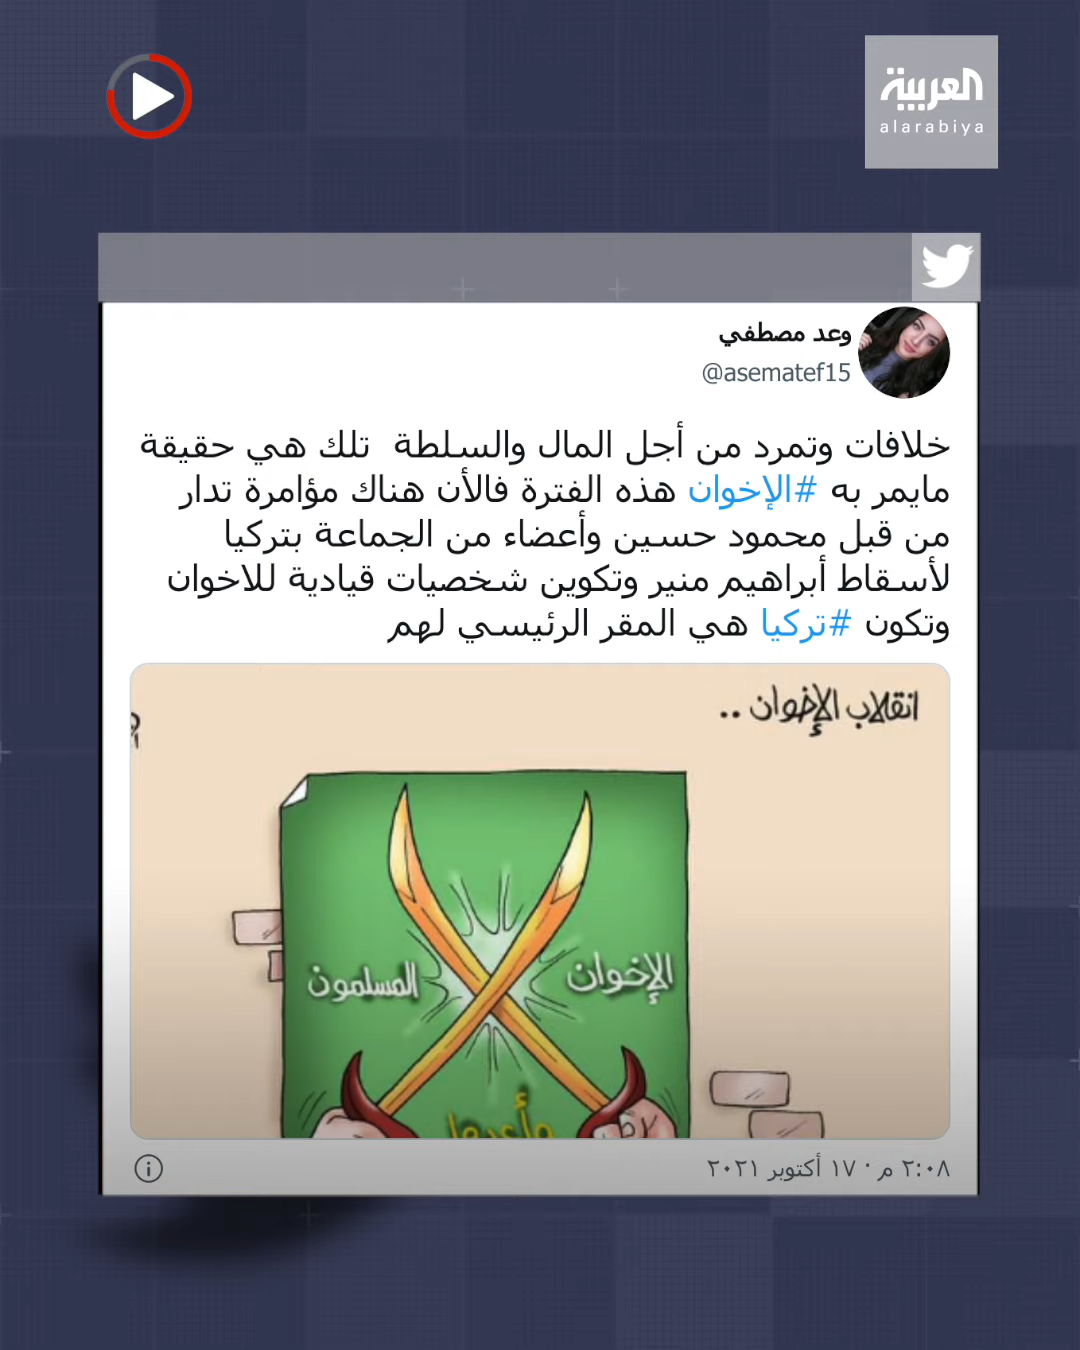 العربية
alarabiya
وعد مصطفي
@asematef15
خلافات وتمرد من أجل المال والسلطة تلك هي حقيقة
مايمر به #الإخوان هذه الفترة فالأن هناك مؤامرة تدار
من قبل محمود حسين وأعضاء من الجماعة بتركيا
لأسقاط أبراهيم منير وتكوين شخصيات قيادية للاخوان
وتكون #تركيا هي المقر الرئيسي لهم
انقلاب الإخوان ..
الإخوان
المسلمون
وأعدوا
٢:٠٨ م · ١٧ أكتوبر ٢٠٢١